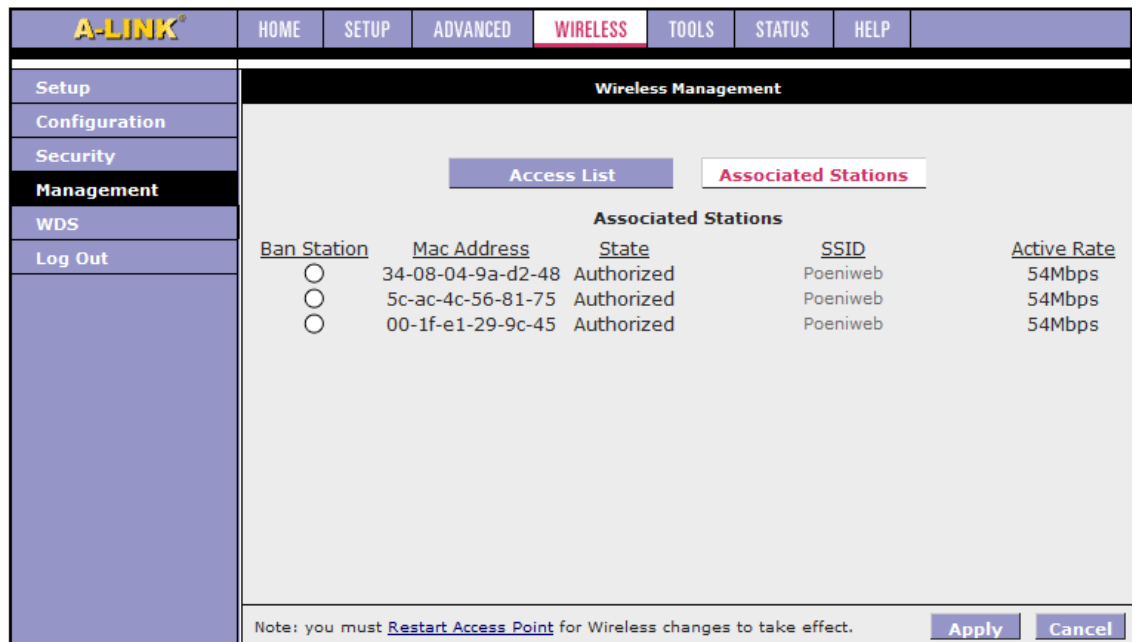 A-LINK®
HOME SETUP ADVANCED WIRELESS TOOLS STATUS HELP
Setup
Configuration
Security
Management
WDS
Log Out
Wireless Management
Access List Associated Stations
Associated Stations
Ban Station Mac Address State SSID Active Rate
34-08-04-9a-d2-48 Authorized Poeniweb 54Mbps
5c-ac-4c-56-81-75 Authorized Poeniweb 54Mbps
00-1f-e1-29-9c-45 Authorized Poeniweb 54Mbps
Note: you must Restart Access Point for Wireless changes to take effect. Apply Cancel